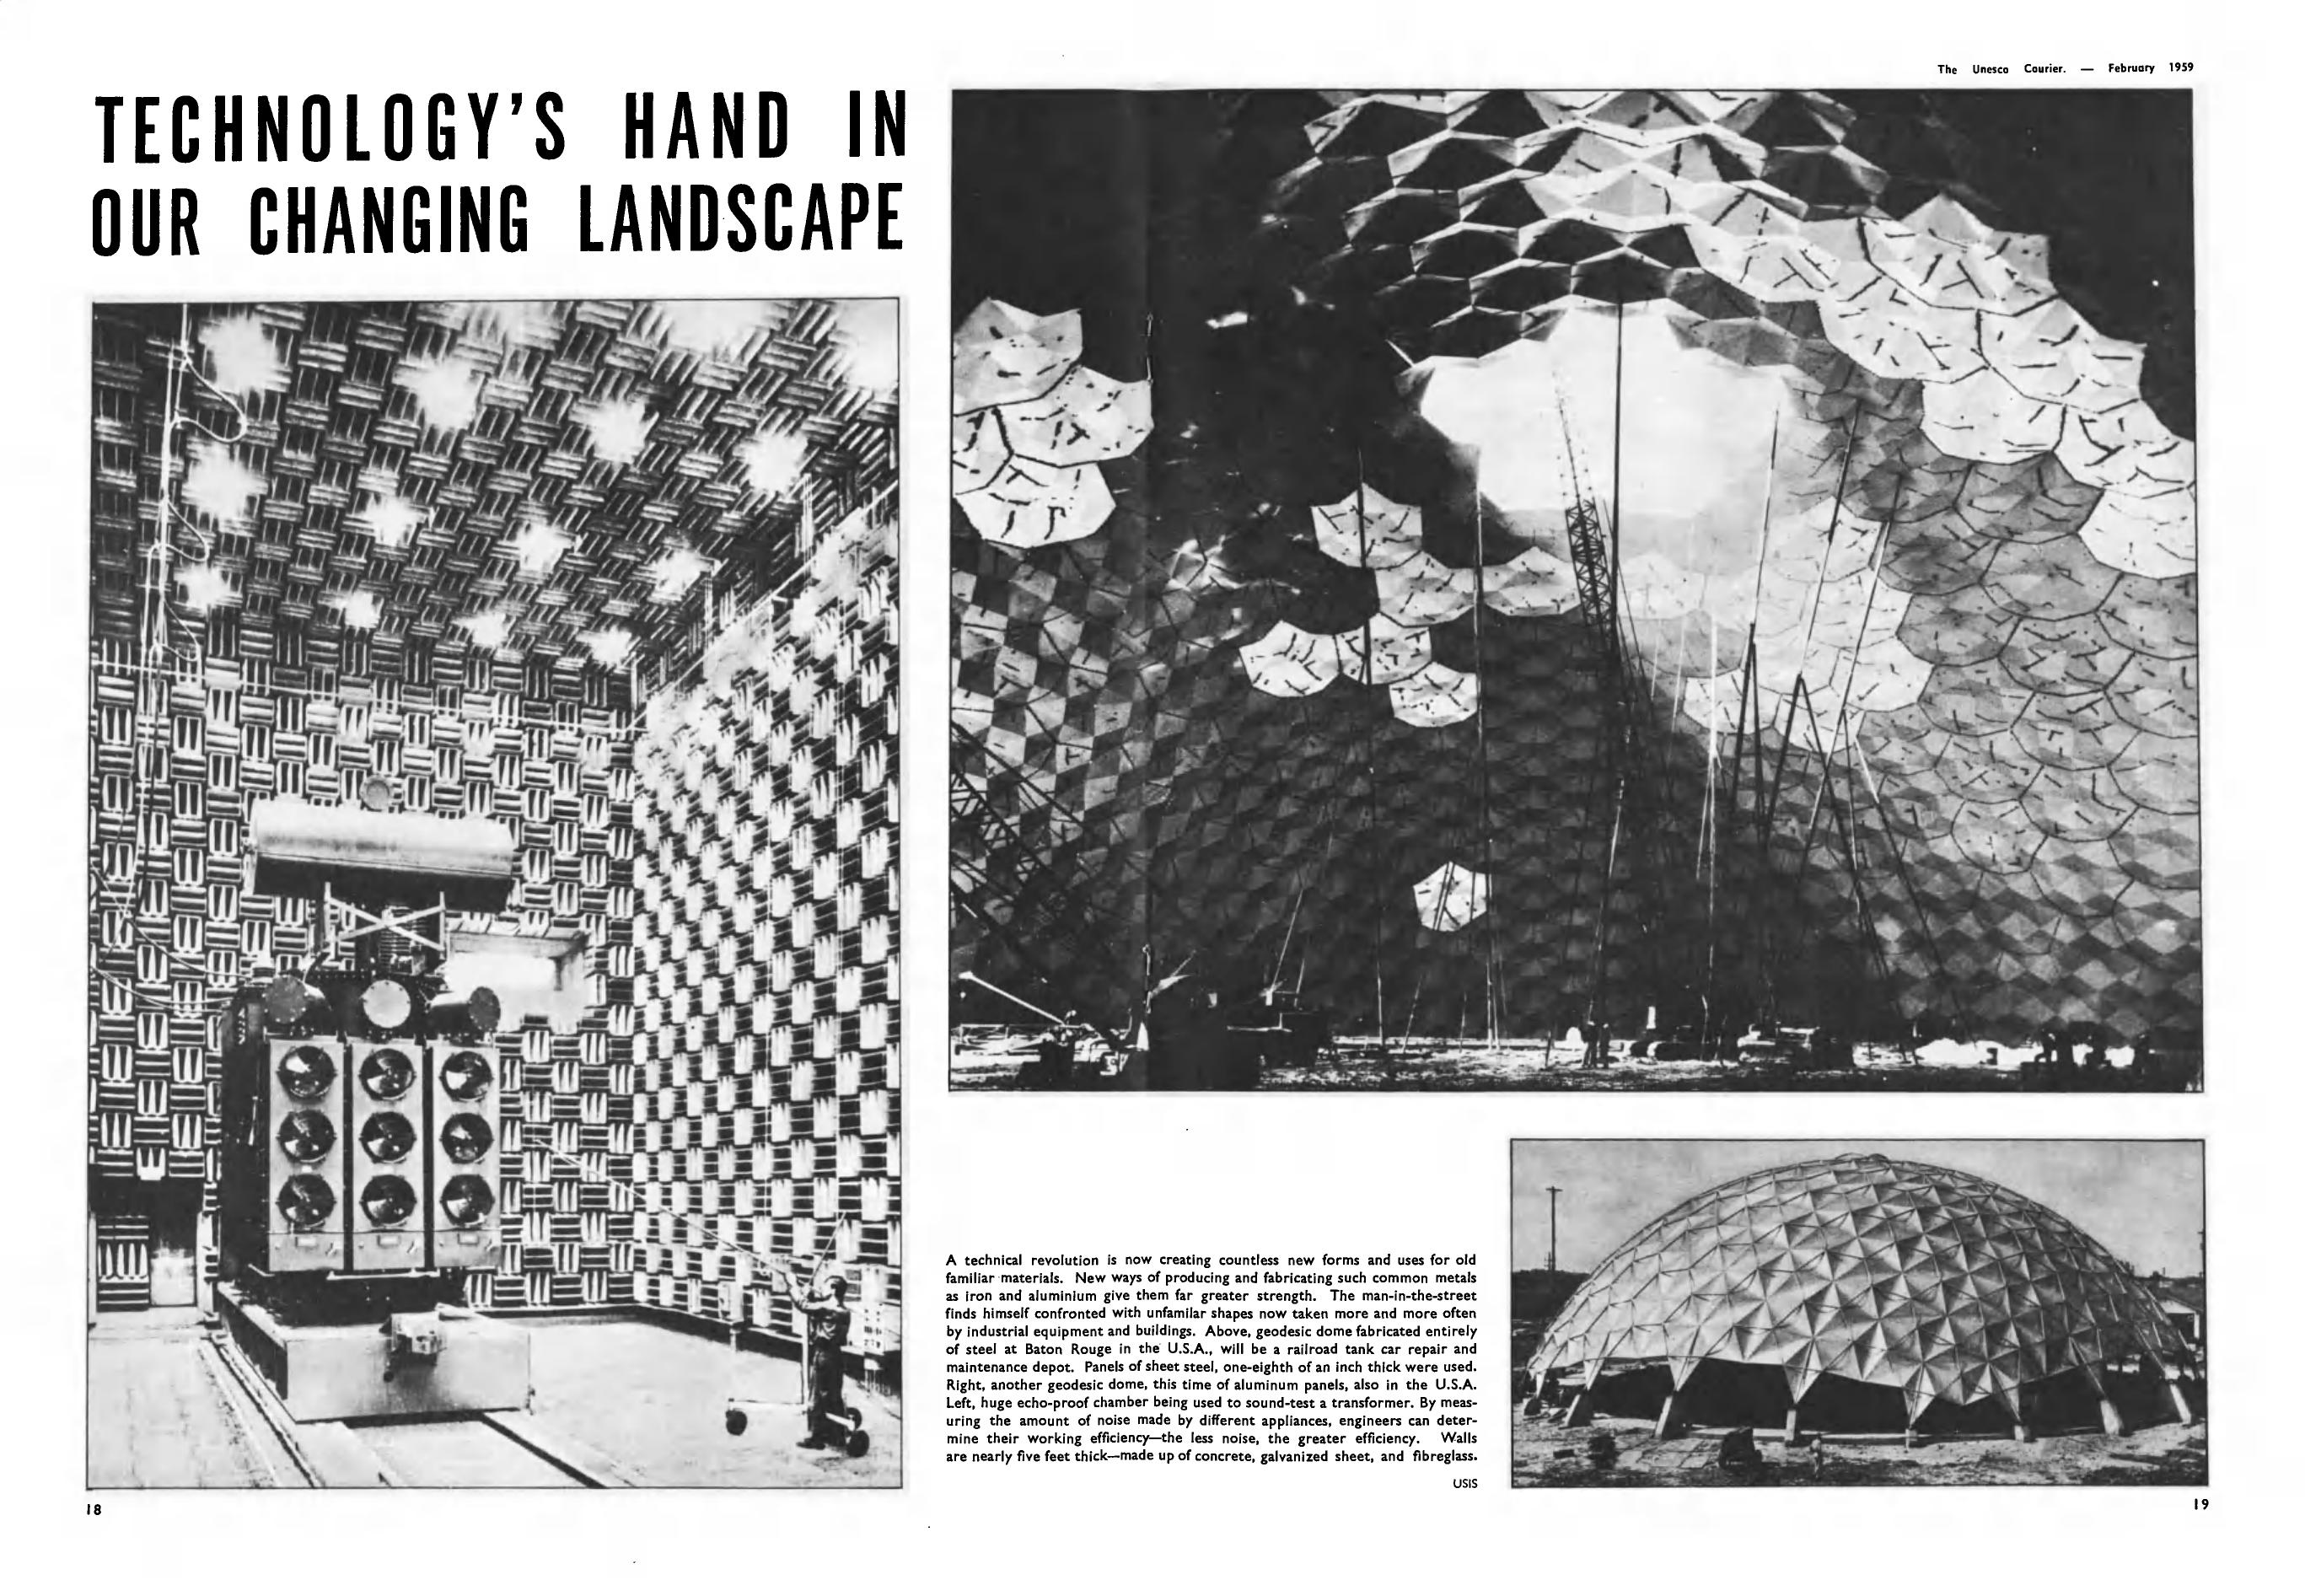 The Unesco Courier. — February 1959
TECHNOLOGY'S HAND IN
OUR CHANGING LANDSCAPE
A technical revolution is now creating countless new forms and uses for old
familiar materials. New ways of producing and fabricating such common metals
as iron and aluminium give them far greater strength. The man-in-the-street
finds himself confronted with unfamilar shapes now taken more and more often
by industrial equipment and buildings. Above, geodesic dome fabricated entirely
of steel at Baton Rouge in the U.S.A., will be a railroad tank car repair and
maintenance depot. Panels of sheet steel, one-eighth of an inch thick were used.
Right, another geodesic dome, this time of aluminum panels, also in the U.S.A.
Left, huge echo-proof chamber being used to sound-test a transformer. By meas-
uring the amount of noise made by different appliances, engineers can deter-
mine their working efficiency—the less noise, the greater efficiency. Walls
are nearly five feet thick—made up of concrete, galvanized sheet, and fibreglass.
USIS
18
19